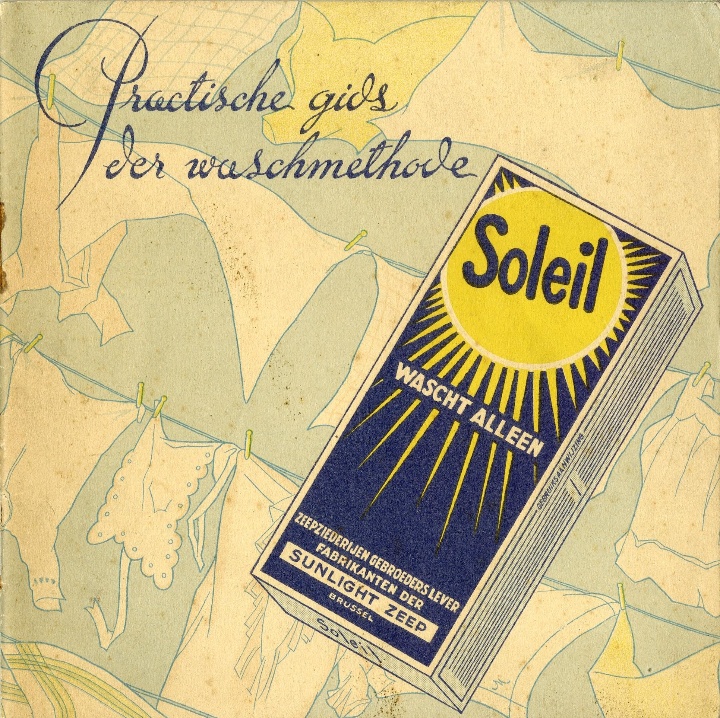 Practische gids
der waschmethode
Soleil
WASCHT ALLEEN
ZEEPZIEDERIJEN GEBROEDERS LEVER
FABRIKANTEN DER
SUNLIGHT ZEEP
BRUSSEL
Soleil